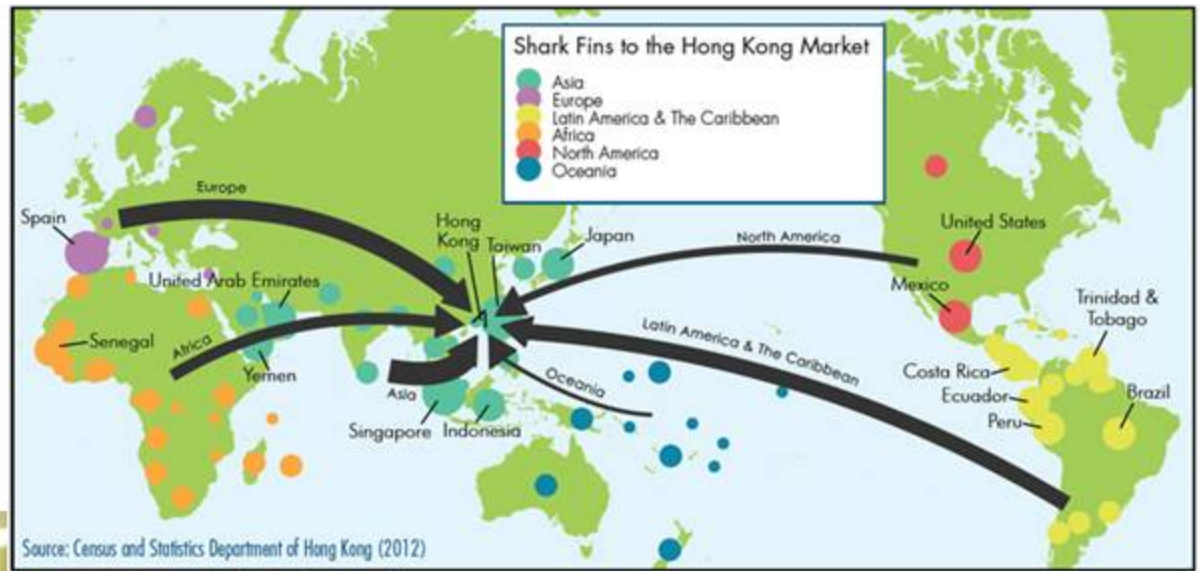 Shark Fins to the Hong Kong Market
Asia
Europe
Latin America & The Caribbean
Africa
North America
Oceania
Europe
Spain
Hong
Kong
Taiwan
Japan
North America
United States
Mexico
Trinidad &
Tobago
United Arab Emirates
Senegal
Africa
Yemen
Asia
Oceania
Latin America & The Caribbean
Costa Rica
Ecuador
Peru
Brazil
Singapore
Indonesia
Source: Census and Statistics Department of Hong Kong (2012)